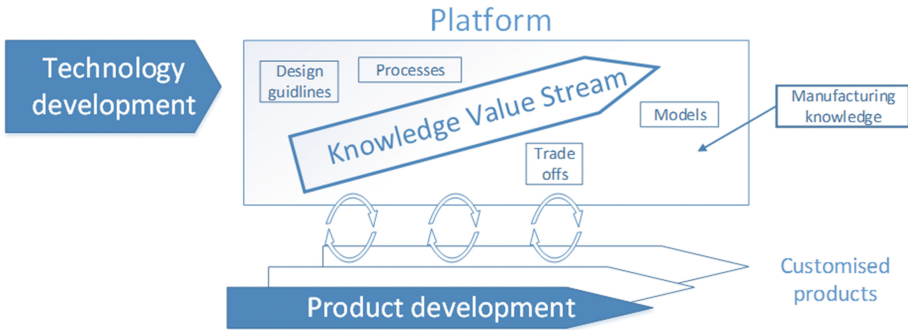 Platform
Technology
development
Design
guidlines
Processes
Knowledge Value Stream
Models
Manufacturing
knowledge
Trade
offs
Customised
products
Product development